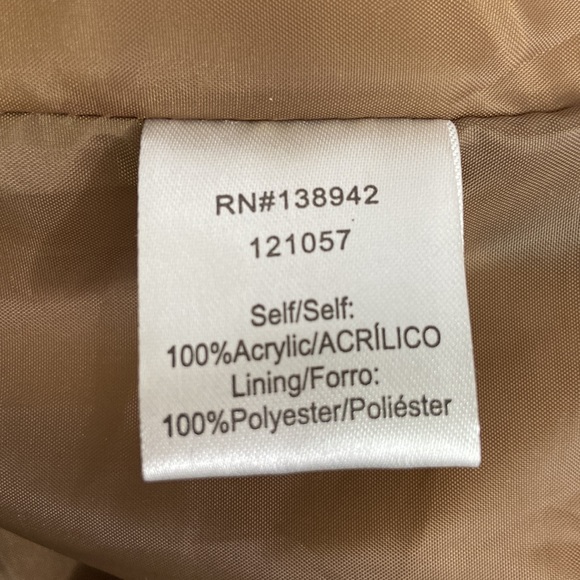 RN#138942
121057
Self/Self:
100%Acrylic/ACRÍLICO
Lining/Forro:
100%Polyester/Poliéster